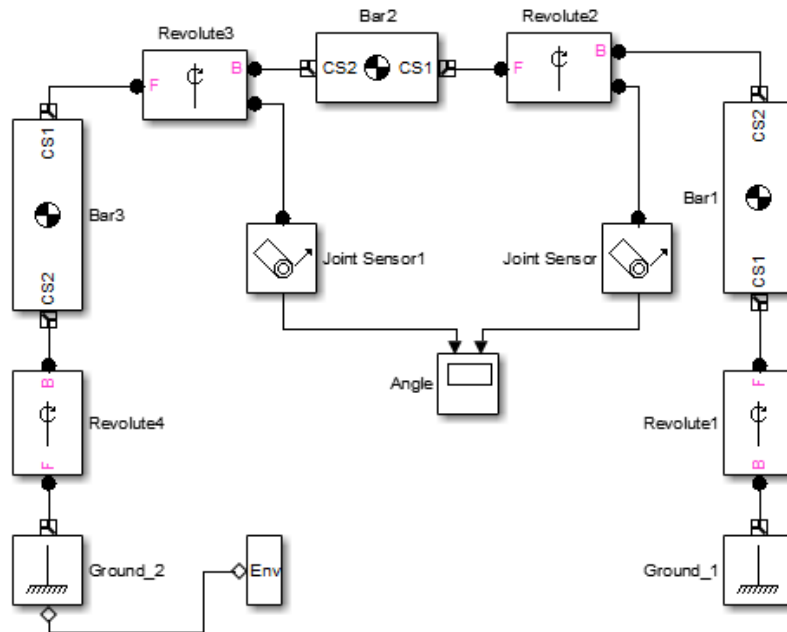 Bar2
Revolute3
Revolute2
F
B
CS2
CS1
F
B
CS1
CS2
Bar3
Bar1
CS2
CS1
Joint Sensor1
Joint Sensor
Angle
B
F
Revolute4
Revolute1
F
B
Ground_2
Env
Ground_1